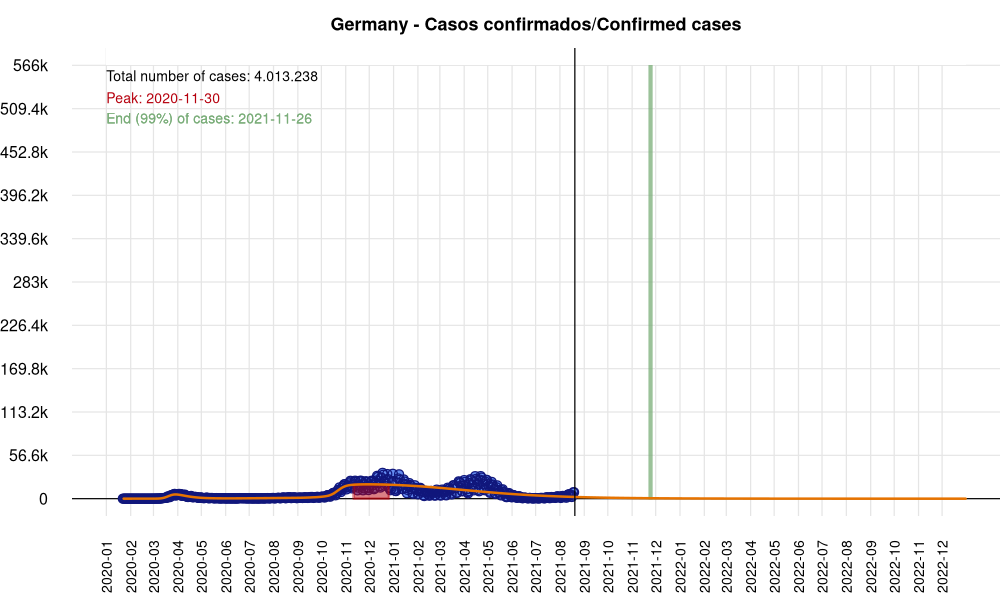 Germany - Casos confirmados/Confirmed cases
566k
Total number of cases: 4.013.238
Peak: 2020-11-30
509.4k
End (99%) of cases: 2021-11-26
452.8k
396.2k
339.6k
283k
226.4k
169.8k
113.2k
56.6k
0
2020-01
2020-02
2020-03
2020-04
2020-05
2020-06
2020-07
2020-08
2020-09
2020-10
2020-11
2020-12
2021-01
2021-02
2021-03
2021-04
2021-05
2021-06
2021-07
2021-08
2021-09
2021-10
2021-11
2021-12
2022-01
2022-02
2022-03
2022-04
2022-05
2022-06
2022-07
2022-08
2022-09
2022-10
2022-11
2022-12